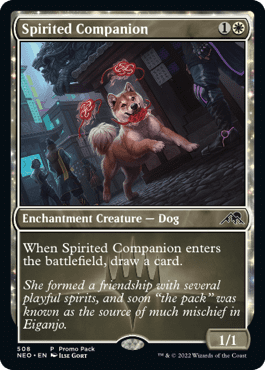 Spirited Companion 1
Enchantment Creature — Dog
When Spirited Companion enters
the battlefield, draw a card.
She formed a friendship with several
playful spirits, and soon "the pack" was
known as the source of much mischief in
Eiganjo.
1/1
508 P Promo Pack
NEO • EN ILSE GORT ™ & © 2022 Wizards of the Coast